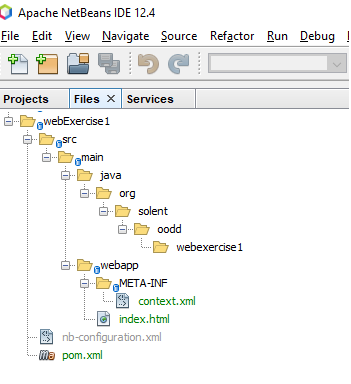 Apache NetBeans IDE 12.4
File Edit View Navigate Source Refactor Run Debug
Projects Files Services
webExercise1
src
main
java
org
solent
oodd
webexercise1
webapp
META-INF
context.xml
index.html
nb-configuration.xml
pom.xml